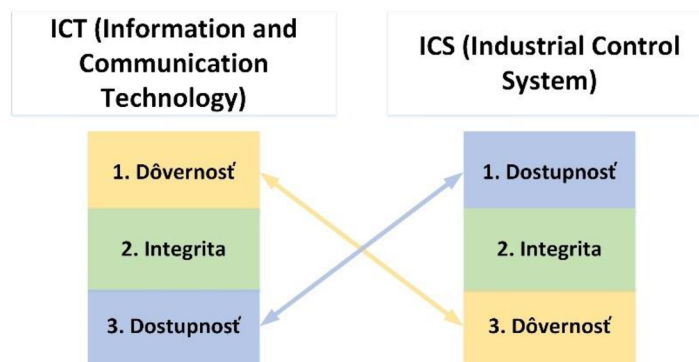 ICT (Information and
Communication
Technology)
ICS (Industrial Control
System)
1. Dôvernosť
2. Integrita
3. Dostupnosť
1. Dostupnosť
2. Integrita
3. Dôvernosť